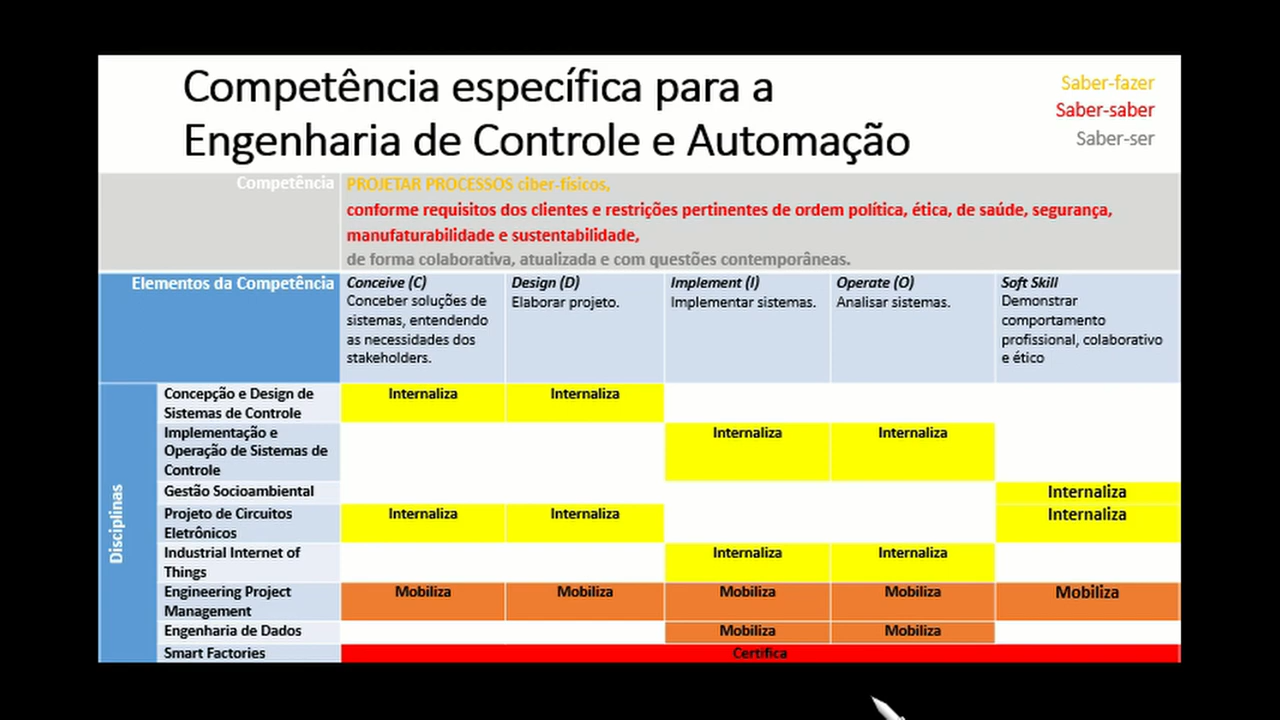 Competência específica para a
Engenharia de Controle e Automação
Saber-fazer
Saber-saber
Saber-ser
Competência
PROJETAR PROCESSOS ciber-físicos,
conforme requisitos dos clientes e restrições pertinentes de ordem política, ética, de saúde, segurança,
manufaturabilidade e sustentabilidade,
de forma colaborativa, atualizada e com questões contemporâneas.
Elementos da Competência
Conceive (C)
Conceber soluções de
sistemas, entendendo
as necessidades dos
stakeholders.
Design (D)
Elaborar projeto.
Implement (I)
Implementar sistemas.
Operate (O)
Analisar sistemas.
Soft Skill
Demonstrar
comportamento
profissional, colaborativo
e ético
Disciplinas
Concepção e Design de
Sistemas de Controle
Internaliza
Internaliza
Implementação e
Operação de Sistemas de
Controle
Internaliza
Internaliza
Gestão Socioambiental
Internaliza
Projeto de Circuitos
Eletrônicos
Internaliza
Internaliza
Internaliza
Industrial Internet of
Things
Internaliza
Internaliza
Engineering Project
Management
Mobiliza
Mobiliza
Mobiliza
Mobiliza
Mobiliza
Engenharia de Dados
Mobiliza
Mobiliza
Smart Factories
Certifica